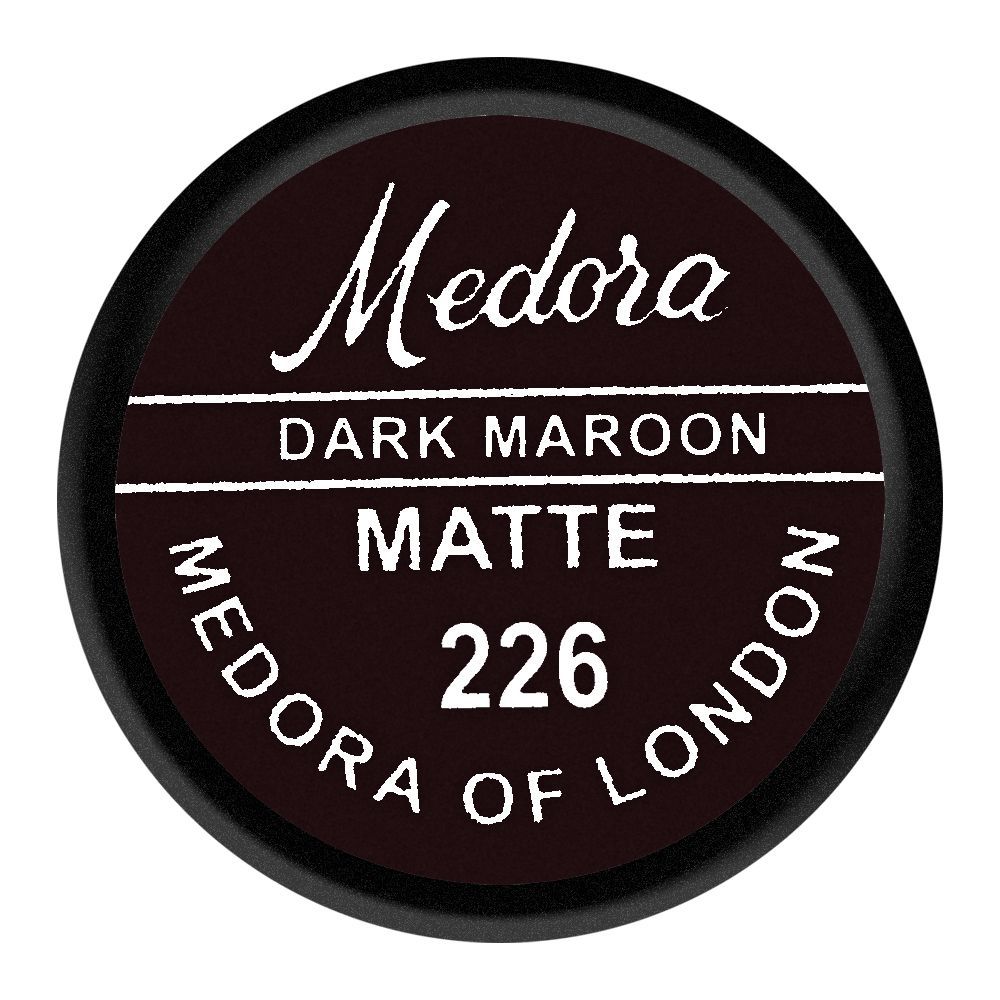 Medora
DARK MAROON
MATTE
226
MEDORA OF LONDON